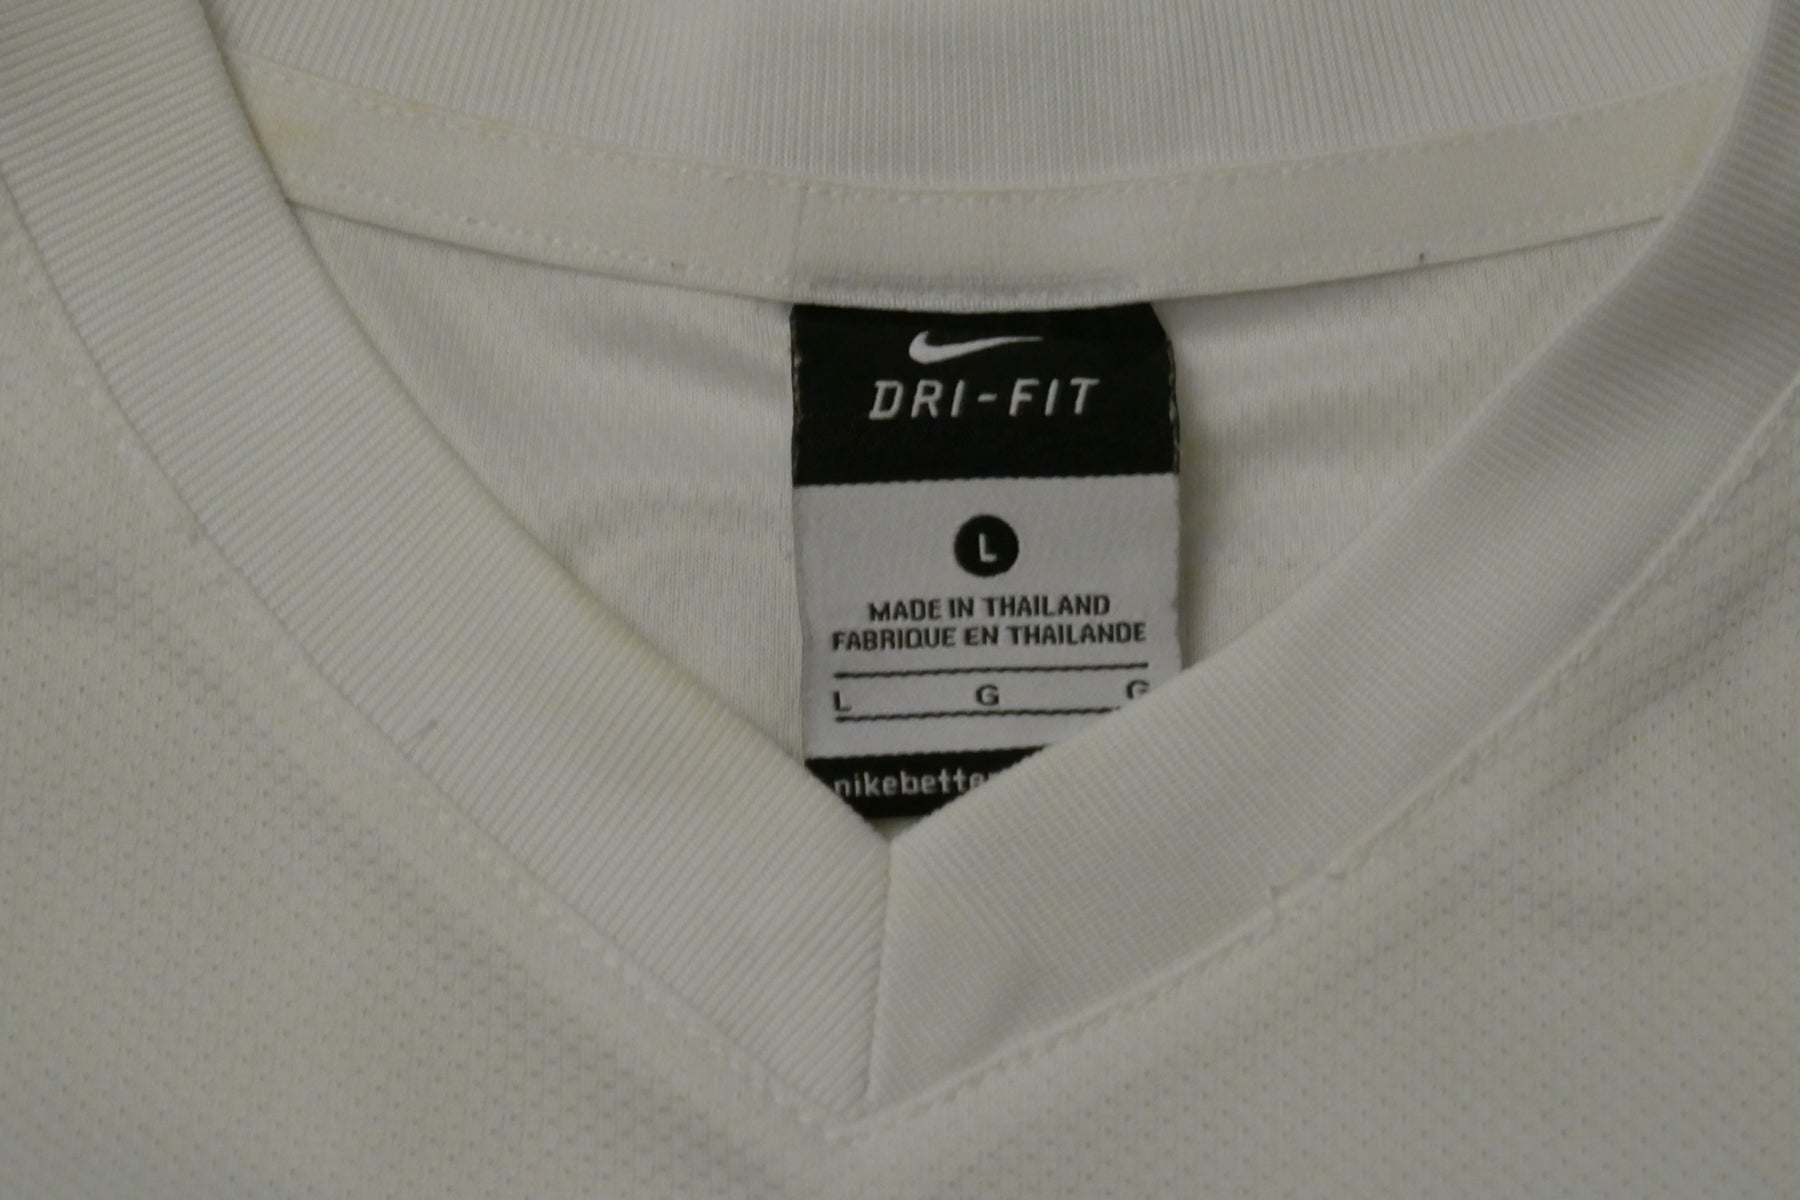 DRI-FIT
L
MADE IN THAILAND
FABRIQUE EN THAILANDE
L G G